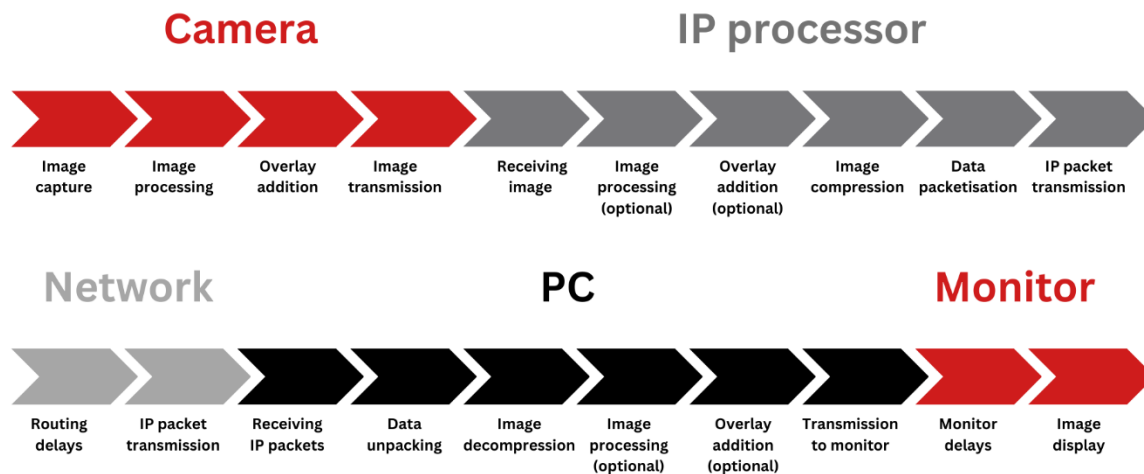 Camera
IP processor
Image
capture
Image
processing
Overlay
addition
Image
transmission
Receiving
image
Image
processing
(optional)
Overlay
addition
(optional)
Image
compression
Data
packetisation
IP packet
transmission
Network
PC
Monitor
Routing
delays
IP packet
transmission
Receiving
IP packets
Data
unpacking
Image
decompression
Image
processing
(optional)
Overlay
addition
(optional)
Transmission
to monitor
Monitor
delays
Image
display